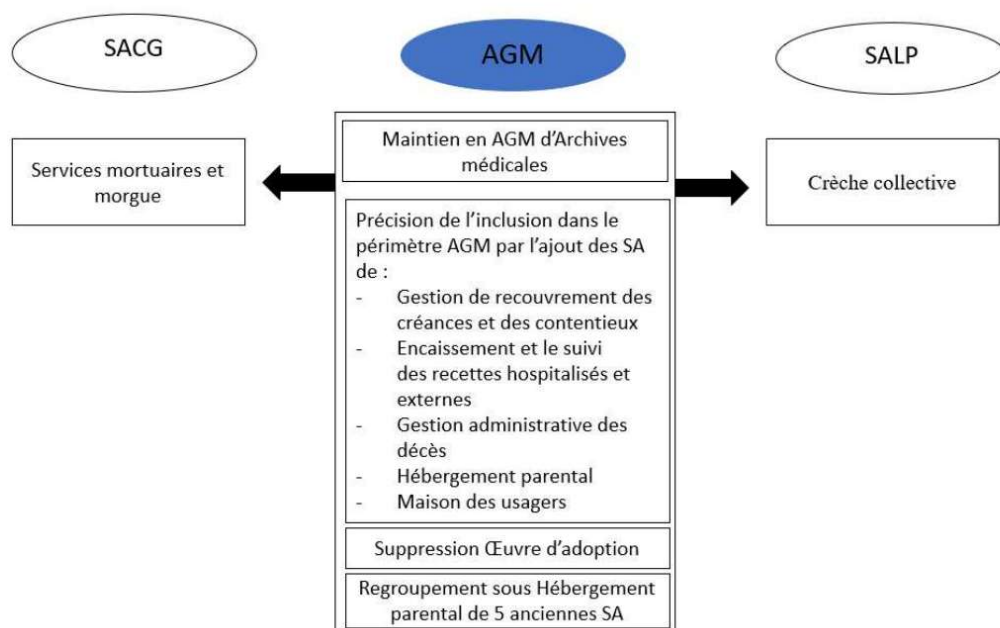 SACG
AGM
SALP
Services mortuaires et
morgue
Maintien en AGM d’Archives
médicales
Précision de l’inclusion dans le
périmètre AGM par l’ajout des SA
de :
- Gestion de recouvrement des
créances et des contentieux
- Encaissement et le suivi
des recettes hospitalisés et
externes
- Gestion administrative des
décès
- Hébergement parental
- Maison des usagers
Suppression Œuvre d’adoption
Regroupement sous Hébergement
parental de 5 anciennes SA
Crèche collective